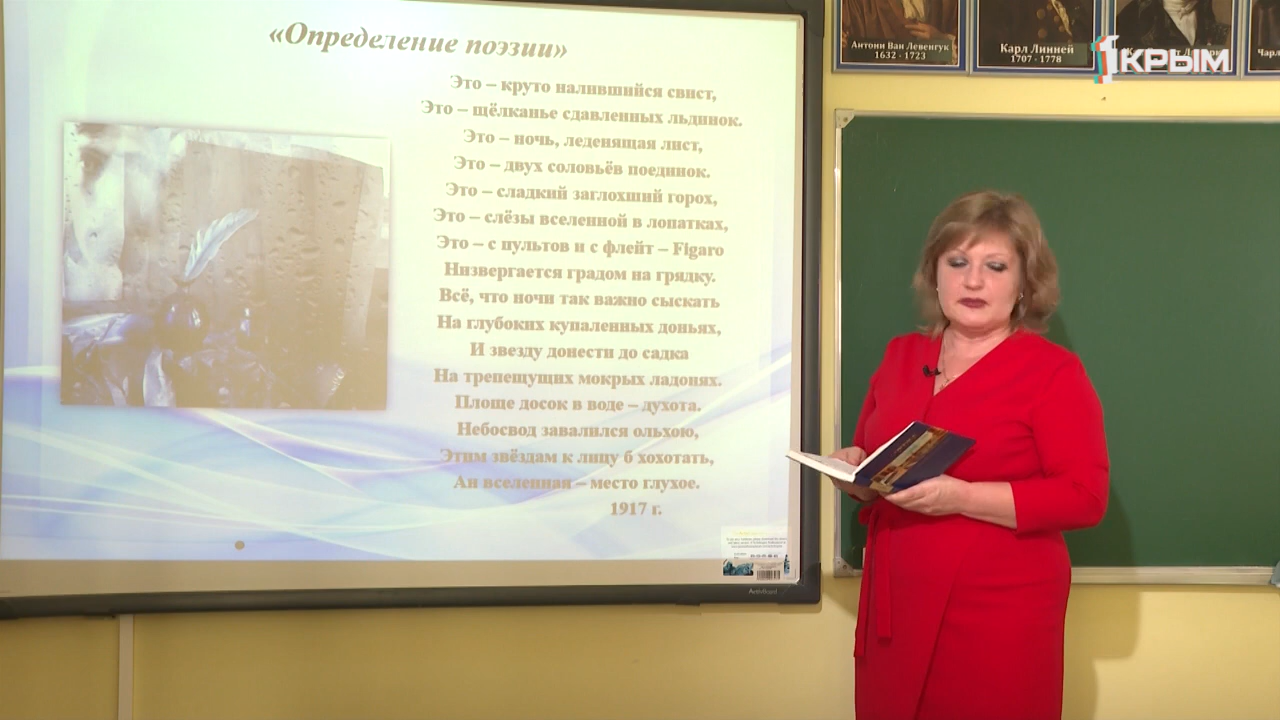 «Определение поэзии»
Это – круто налившийся свист,
Это – щёлканье сдавленных льдинок.
Это – ночь, леденящая лист,
Это – двух соловьёв поединок.
Это – сладкий заглохший горох,
Это – слёзы вселенной в лопатках,
Это – с пультов и с флейт – Figaro
Низвергается градом на грядку.
Всё, что ночи так важно сыскать
На глубоких купаленных доньях,
И звезду донести до садка
На трепещущих мокрых ладонях.
Площе досок в воде – духота.
Небосвод завалился ольхою,
Этим звёздам к лицу б хохотать,
Ан вселенная – место глухое.
1917 г.
ActivBoard
Антони Ван Левенгук
1632 - 1723
Карл Линней
1707 - 1778
1КРЫМ